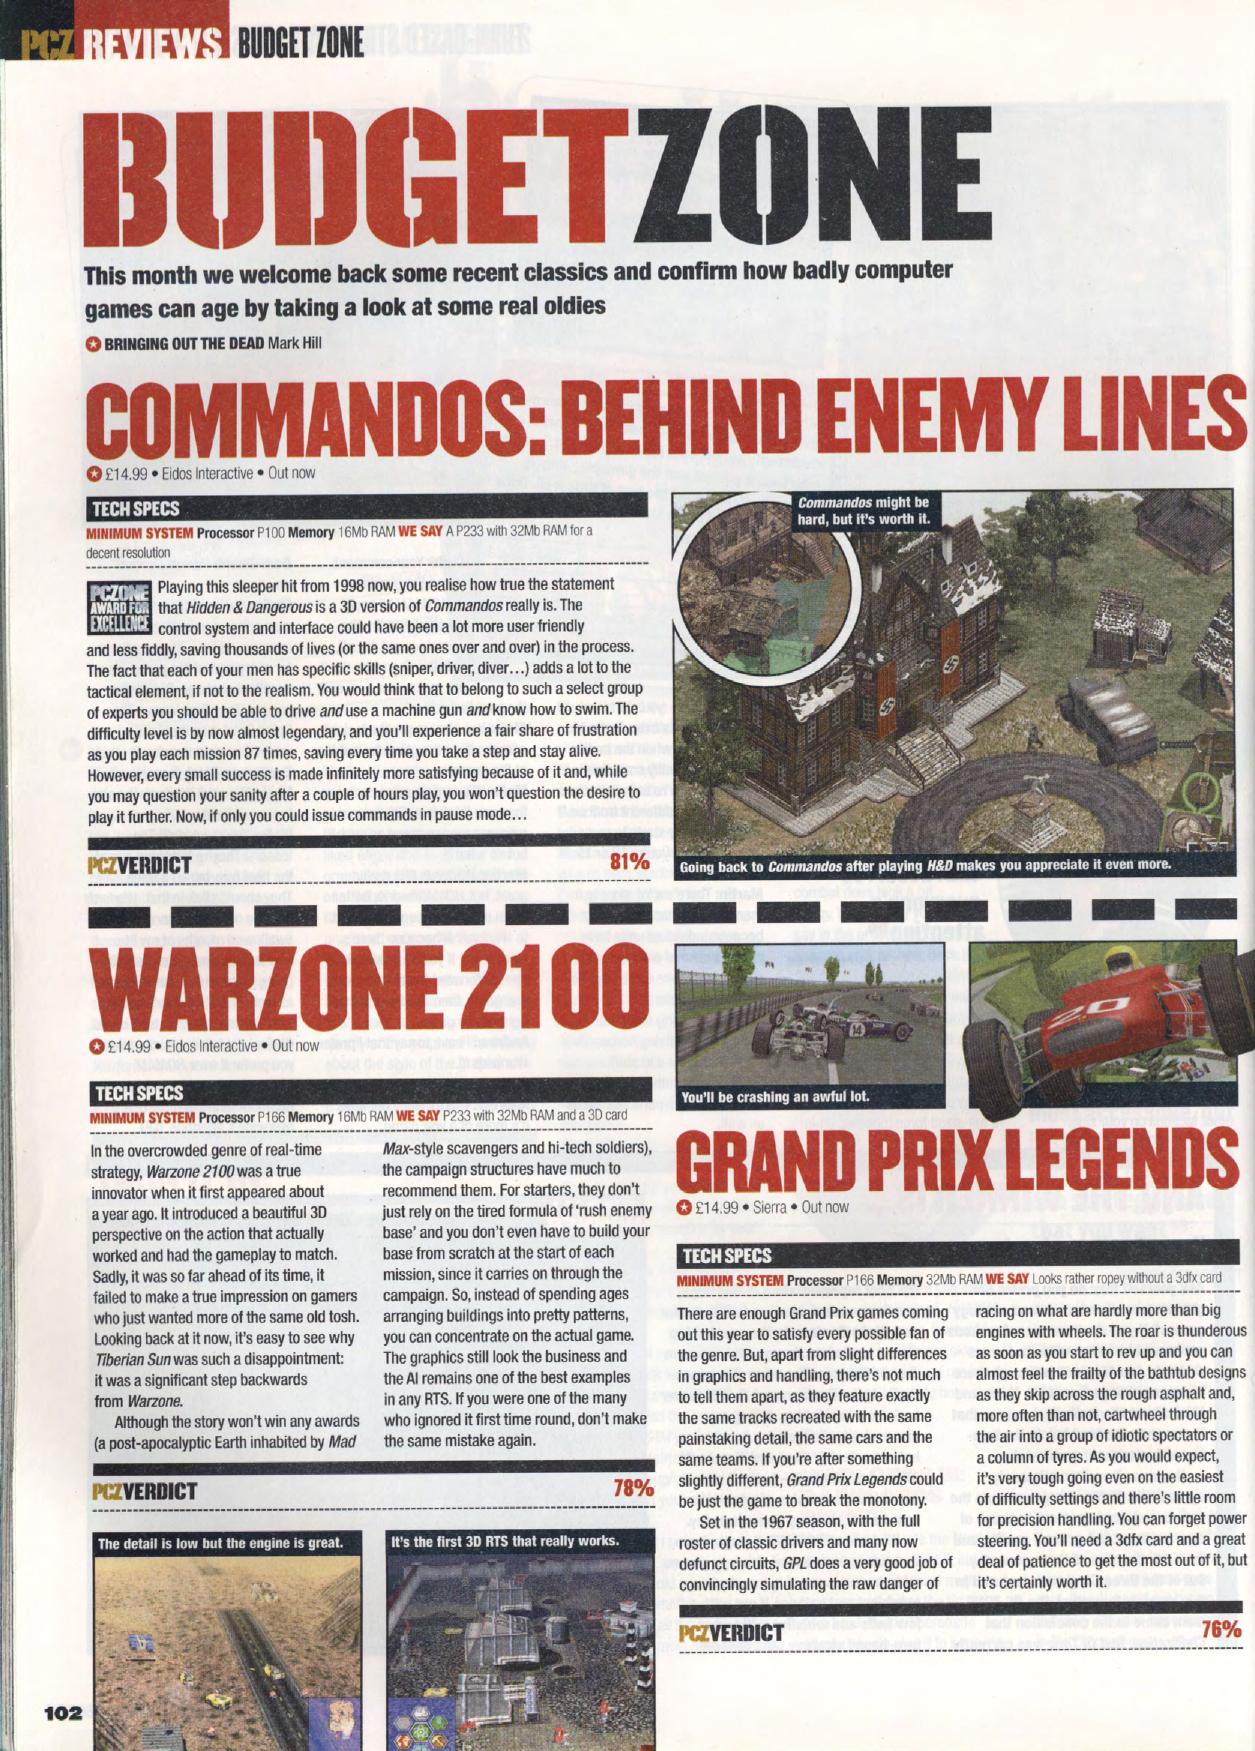 PCZ REVIEWS BUDGET ZONE
BUDGETZONE
This month we welcome back some recent classics and confirm how badly computer
games can age by taking a look at some real oldies
BRINGING OUT THE DEAD Mark Hill
COMMANDOS: BEHIND ENEMY LINES
£14.99 • Eidos Interactive • Out now
TECH SPECS
MINIMUM SYSTEM Processor P100 Memory 16Mb RAM WE SAY A P233 with 32Mb RAM for a
decent resolution
PCZONE
AWARD FOR
EXCELLENCE
Playing this sleeper hit from 1998 now, you realise how true the statement
that Hidden & Dangerous is a 3D version of Commandos really is. The
control system and interface could have been a lot more user friendly
and less fiddly, saving thousands of lives (or the same ones over and over) in the process.
The fact that each of your men has specific skills (sniper, driver, diver…) adds a lot to the
tactical element, if not to the realism. You would think that to belong to such a select group
of experts you should be able to drive and use a machine gun and know how to swim. The
difficulty level is by now almost legendary, and you'll experience a fair share of frustration
as you play each mission 87 times, saving every time you take a step and stay alive.
However, every small success is made infinitely more satisfying because of it and, while
you may question your sanity after a couple of hours play, you won't question the desire to
play it further. Now, if only you could issue commands in pause mode…
PCZVERDICT 81%
Commandos might be
hard, but it's worth it.
Going back to Commandos after playing H&D makes you appreciate it even more.
WARZONE 2100
£14.99 • Eidos Interactive • Out now
TECH SPECS
MINIMUM SYSTEM Processor P166 Memory 16Mb RAM WE SAY P233 with 32Mb RAM and a 3D card
In the overcrowded genre of real-time
strategy, Warzone 2100 was a true
innovator when it first appeared about
a year ago. It introduced a beautiful 3D
perspective on the action that actually
worked and had the gameplay to match.
Sadly, it was so far ahead of its time, it
failed to make a true impression on gamers
who just wanted more of the same old tosh.
Looking back at it now, it's easy to see why
Tiberian Sun was such a disappointment:
it was a significant step backwards
from Warzone.
Although the story won't win any awards
(a post-apocalyptic Earth inhabited by Mad
Max-style scavengers and hi-tech soldiers),
the campaign structures have much to
recommend them. For starters, they don't
just rely on the tired formula of 'rush enemy
base' and you don't even have to build your
base from scratch at the start of each
mission, since it carries on through the
campaign. So, instead of spending ages
arranging buildings into pretty patterns,
you can concentrate on the actual game.
The graphics still look the business and
the AI remains one of the best examples
in any RTS. If you were one of the many
who ignored it first time round, don't make
the same mistake again.
PCZVERDICT 78%
The detail is low but the engine is great.
It's the first 3D RTS that really works.
14
20
You'll be crashing an awful lot.
GRAND PRIX LEGENDS
£14.99 • Sierra • Out now
TECH SPECS
MINIMUM SYSTEM Processor P166 Memory 32Mb RAM WE SAY Looks rather ropey without a 3dfx card
There are enough Grand Prix games coming
out this year to satisfy every possible fan of
the genre. But, apart from slight differences
in graphics and handling, there's not much
to tell them apart, as they feature exactly
the same tracks recreated with the same
painstaking detail, the same cars and the
same teams. If you're after something
slightly different, Grand Prix Legends could
be just the game to break the monotony.
Set in the 1967 season, with the full
roster of classic drivers and many now
defunct circuits, GPL does a very good job of
convincingly simulating the raw danger of
racing on what are hardly more than big
engines with wheels. The roar is thunderous
as soon as you start to rev up and you can
almost feel the frailty of the bathtub designs
as they skip across the rough asphalt and,
more often than not, cartwheel through
the air into a group of idiotic spectators or
a column of tyres. As you would expect,
it's very tough going even on the easiest
of difficulty settings and there's little room
for precision handling. You can forget power
steering. You'll need a 3dfx card and a great
deal of patience to get the most out of it, but
it's certainly worth it.
PCZVERDICT 76%
102